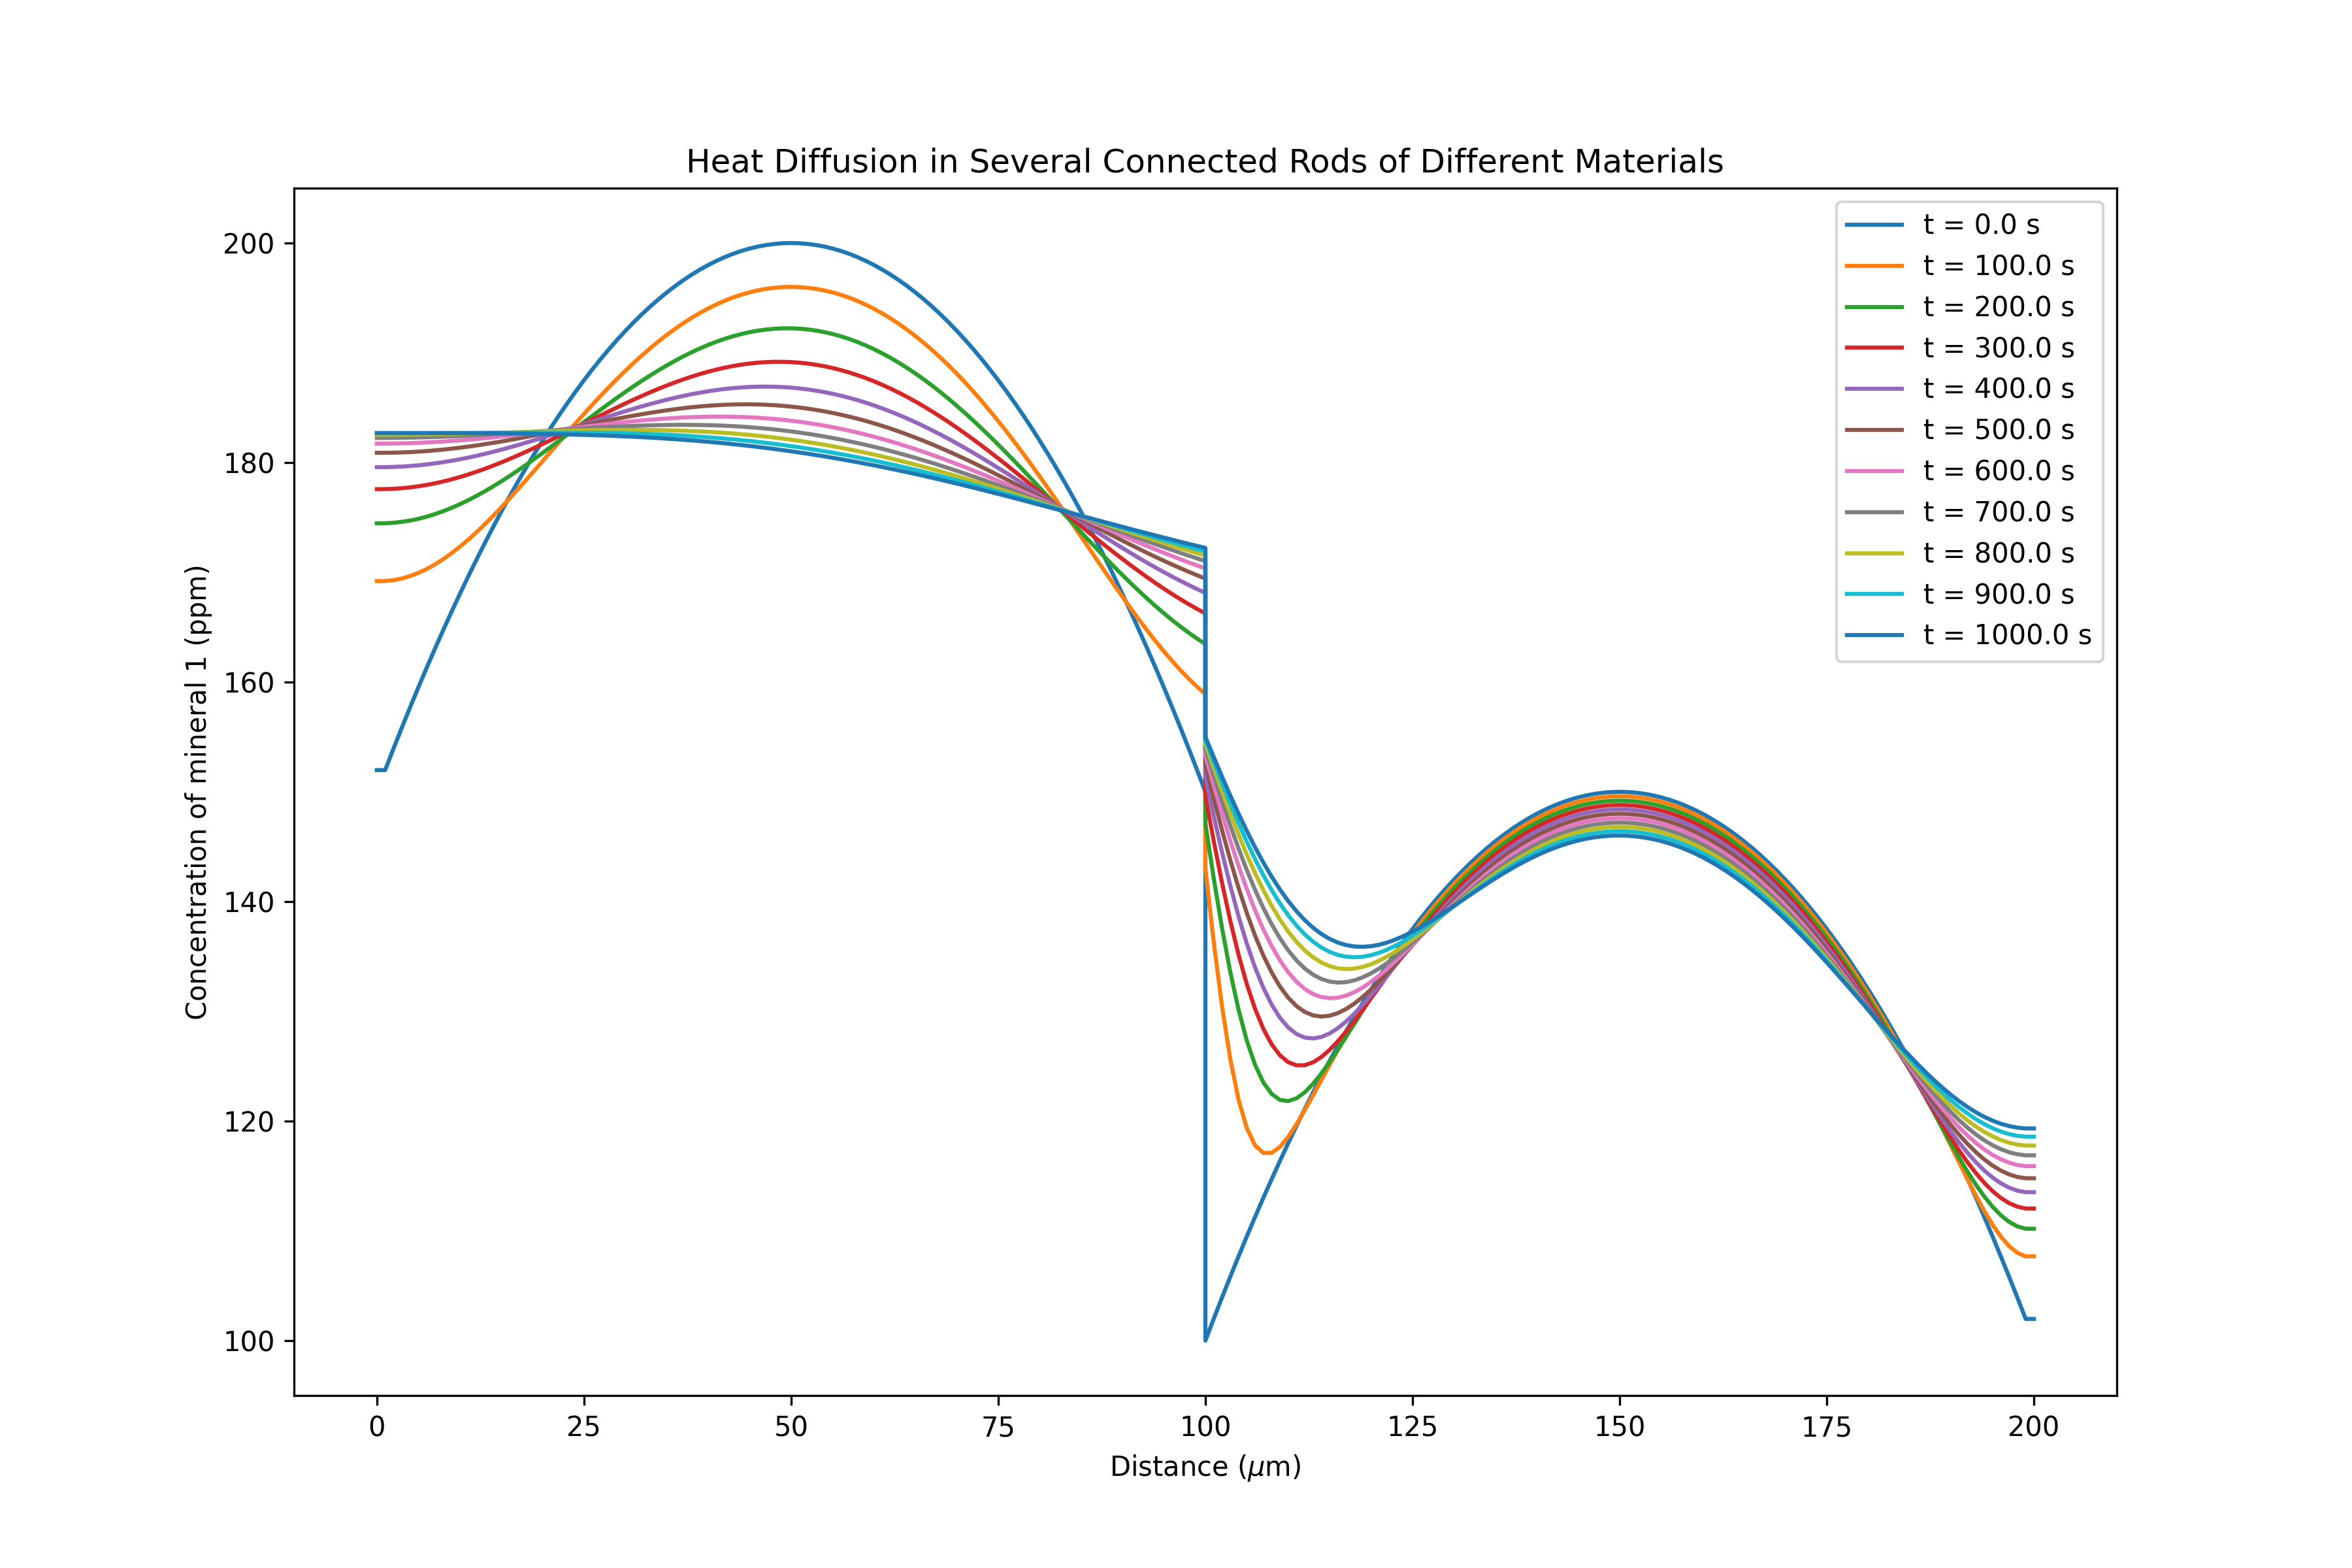 Heat Diffusion in Several Connected Rods of Different Materials
t = 0.0 s
t = 100.0 s
t = 200.0 s
t = 300.0 s
t = 400.0 s
t = 500.0 s
t = 600.0 s
t = 700.0 s
t = 800.0 s
t = 900.0 s
t = 1000.0 s
Concentration of mineral 1 (ppm)
200
180
160
140
120
100
0 25 50 75 100 125 150 175 200
Distance (μm)